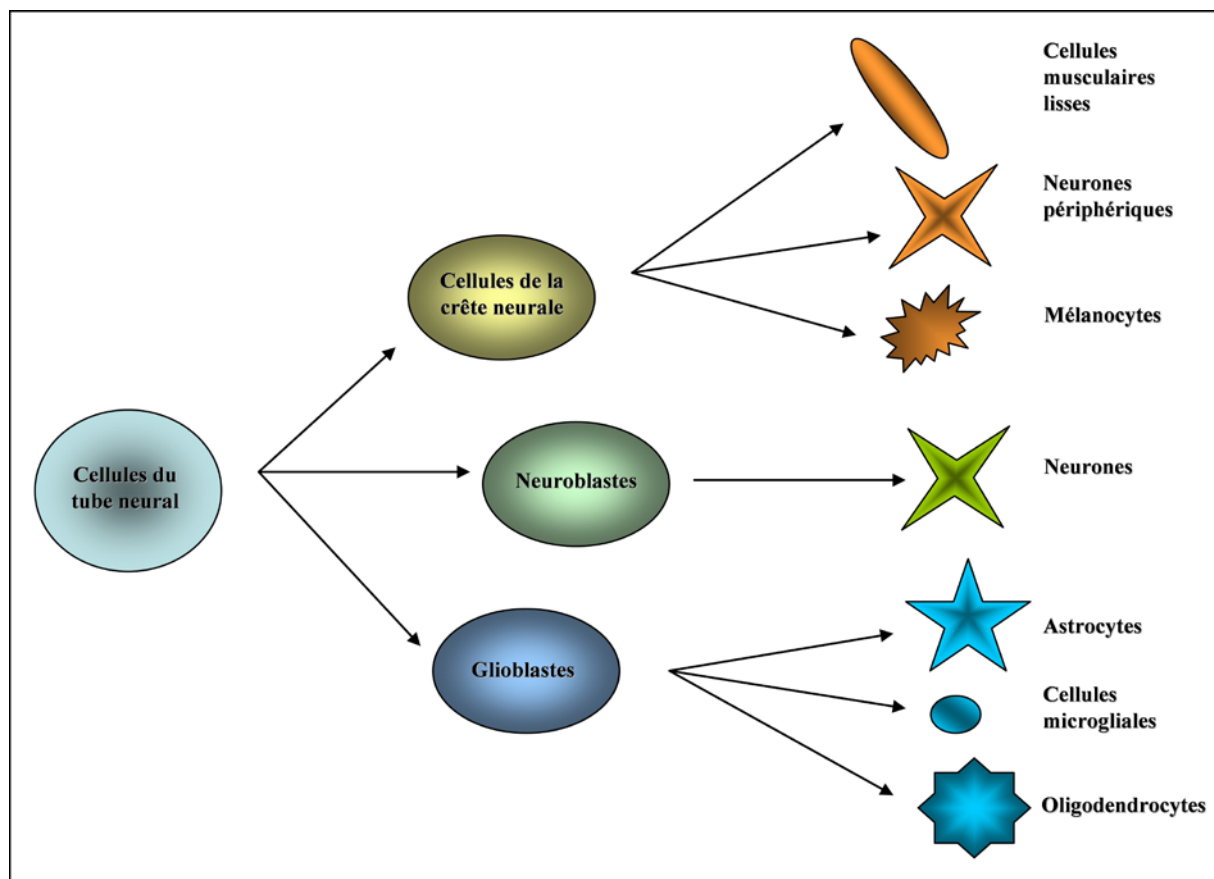 Cellules
musculaires
lisses
Neurones
périphériques
Cellules de la
crête neurale
Mélanocytes
Cellules du
tube neural
Neuroblastes
Neurones
Glioblastes
Astrocytes
Cellules
microgliales
Oligodendrocytes